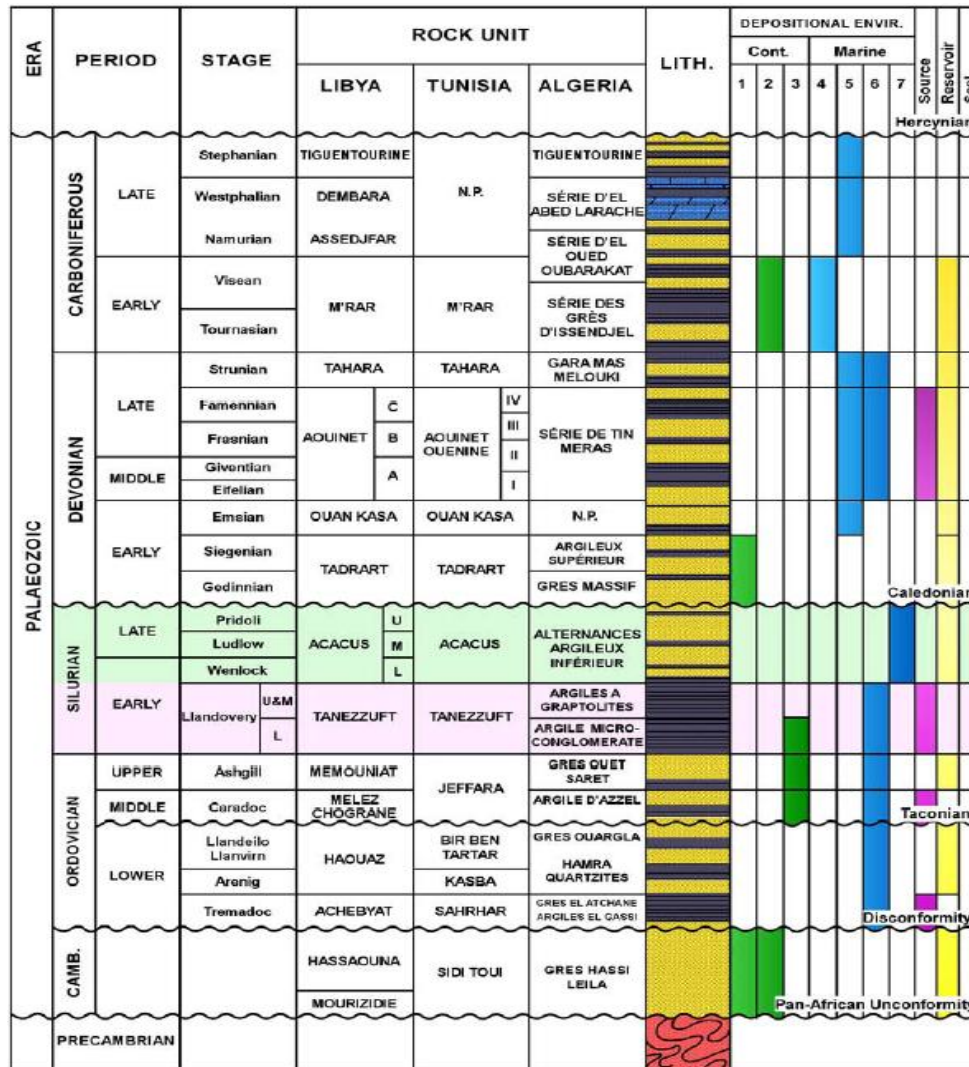 ERA
PERIOD
STAGE
ROCK UNIT
LIBYA
TUNISIA
ALGERIA
LITH.
DEPOSITIONAL ENVIR.
Cont.
Marine
1 2 3 4 5 6 7
Source
Reservoir
Hercynian
PALAEOZOIC
CARBONIFEROUS
LATE
Stephanian
TIGUENTOURINE
N.P.
TIGUENTOURINE
Westphalian
DEMBARA
SÉRIE D'EL
ABED LARACHE
Namurian
ASSEDJFAR
SÉRIE D'EL
OUED
OUBARAKAT
EARLY
Visean
M'RAR
M'RAR
Tournasian
SÉRIE DES
GRÈS
D'ISSENDJEL
DEVONIAN
LATE
Strunian
TAHARA
TAHARA
GARA MAS
MELOUKI
Famennian
Frasnian
MIDDLE
Giventian
Eifelian
AOUINET
C
B
A
AOUINET
OUENINE
IV
III
II
I
SÉRIE DE TIN
MERAS
EARLY
Emsian
OUAN KASA
OUAN KASA
N.P.
Siegenian
Gedinnian
TADRART
TADRART
ARGILEUX
SUPÉRIEUR
GRES MASSIF
Caledonian
SILURIAN
LATE
Pridoli
Ludlow
Wenlock
ACACUS
U
M
L
ACACUS
ALTERNANCES
ARGILEUX
INFÉRIEUR
EARLY
Llandovery
U&M
L
TANEZZUFT
TANEZZUFT
ARGILES A
GRAPTOLITES
ARGILE MICRO-
CONGLOMERATE
ORDOVICIAN
UPPER
Ashgill
MEMOUNIAT
JEFFARA
GRES OUET
SARET
MIDDLE
Caradoc
MELEZ
CHOGRANE
ARGILE D'AZZEL
Taconian
LOWER
Llandeilo
Llanvirn
HAOUAZ
BIR BEN
TARTAR
GRES OUARGLA
Arenig
KASBA
HAMRA
QUARTZITES
Tremadoc
ACHEBYAT
SAHRHAR
GRES EL ATCHANE
ARGILES EL GASSI
Disconformity
CAMB.
HASSAOUNA
MOURIZIDIE
SIDI TOUI
GRES HASSI
LEILA
Pan-African Unconformity
PRECAMBRIAN